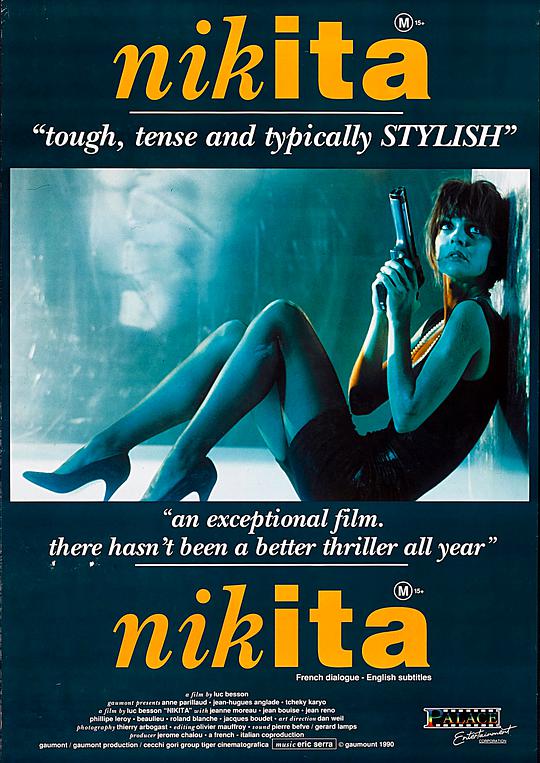 nikita M 15+
“tough, tense and typically STYLISH”
“an exceptional film.
there hasn't been a better thriller all year”
nikita M 15+
French dialogue - English subtitles
a film by luc besson
gaumont presents anne parillaud • jean-hugues anglade • tcheky karyo
a film by luc besson "NIKITA" with jeanne moreau • jean bouise • jean reno
phillipe leroy • beaulieu • roland blanche • jacques boudet • art direction dan weil
photography thierry arbogast • editing olivier mauffroy • sound pierre befve / gerard lamps
producer jerome chalou • a french - italian coproduction
gaumont / gaumont production / cecchi gori group tiger cinematografica music eric serra © gaumount 1990
PALACE
Entertainment
CORPORATION